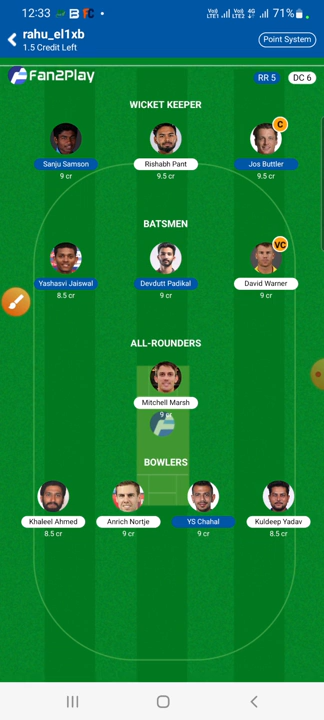 12:33
71%
rahu_el1xb
1.5 Credit Left
Point System
Fan2Play
RR 5
DC 6
WICKET KEEPER
C
Sanju Samson
Rishabh Pant
Jos Buttler
9 cr
9.5 cr
9.5 cr
BATSMEN
VC
Yashasvi Jaiswal
Devdutt Padikal
David Warner
8.5 cr
9 cr
9 cr
ALL-ROUNDERS
Mitchell Marsh
9 cr
BOWLERS
Khaleel Ahmed
Anrich Nortje
YS Chahal
Kuldeep Yadav
8.5 cr
9 cr
9 cr
8.5 cr